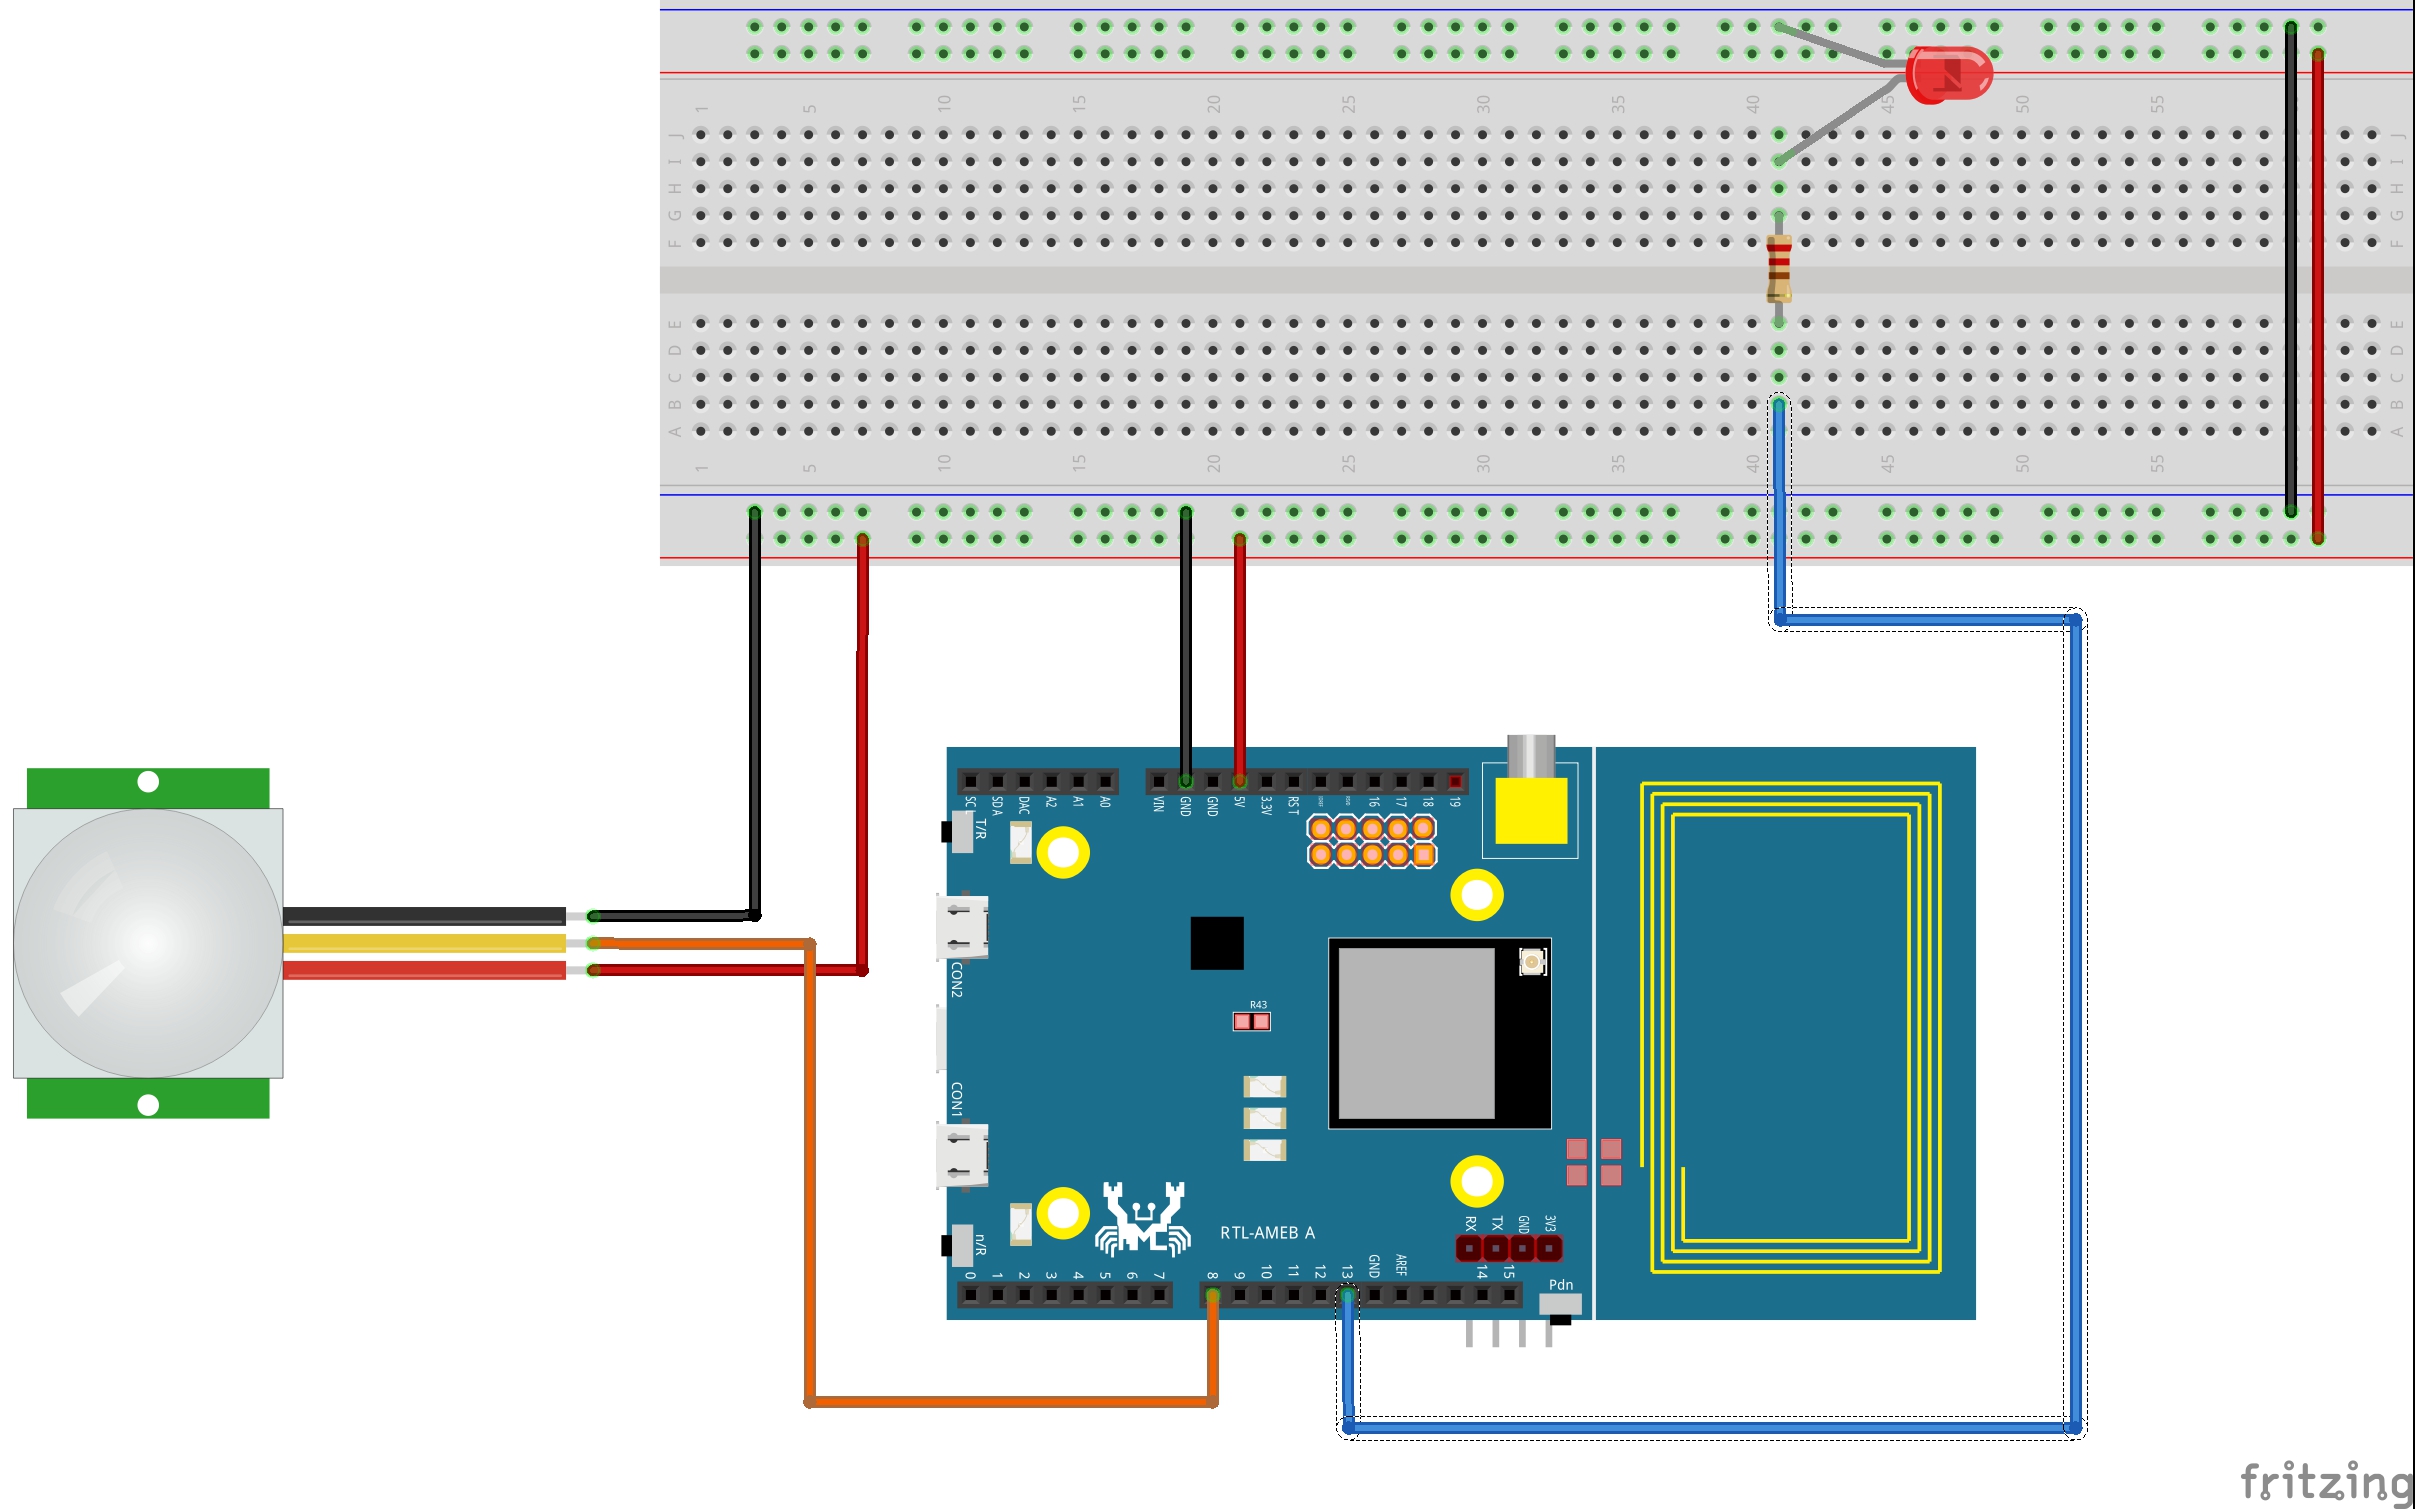 1 5 10 15 20 25 30 35 40 45 50 55
J J
I I
H H
G G
F F
E E
D D
C C
B B
A A
1 5 10 15 20 25 30 35 40 45 50 55
SDA DAC A2 A1 A0 VIN GND GND 5V 3.3V RST 16 17 18 19
T/R
CON2
R43
CON1
RTL-AMEB A
RX TX GND 3V3
n/R
0 1 2 3 4 5 6 7 8 9 10 11 12 13 GND AREF 14 15
Pdn
fritzing